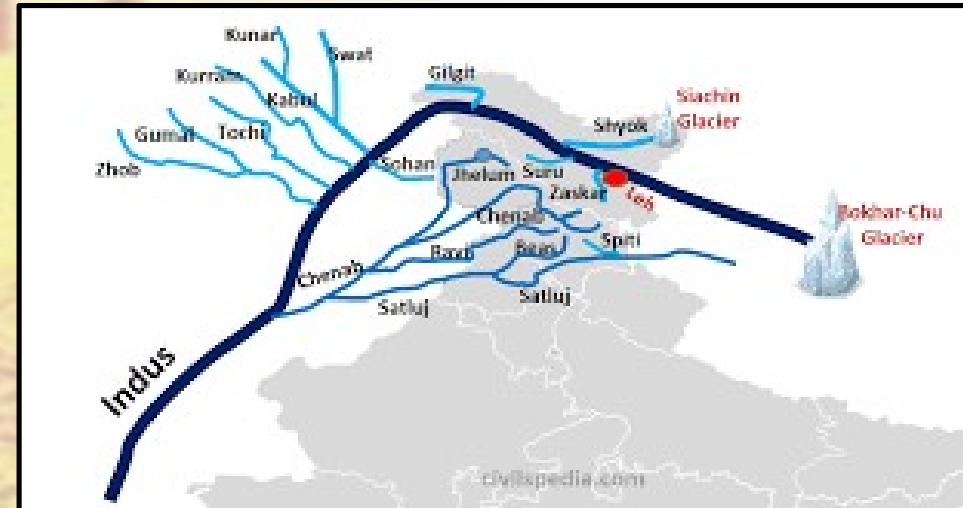 Kunar
Swat
Kurram
Kabul
Gilgit
Siachin
Glacier
Shyok
Gumal
Tochi
Zhob
Sohan
Jhelum
Suru
Zaskar
Leh
Chenab
Bokhar-Chu
Glacier
Ravi
Beas
Spiti
Chenab
Satluj
Satluj
Indus
civilspedia.com